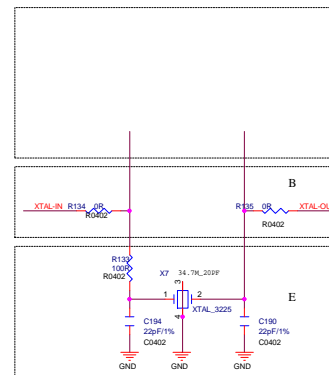 B
XTAL-IN R134 0R
R0402
R135 0R
XTAL-OU
R0402
R133
100R
R0402
X7 34.7M_20PF
3
1
2
4
XTAL_3225
E
C194
22pF/1%
C0402
C190
22pF/1%
C0402
GND
GND
GND